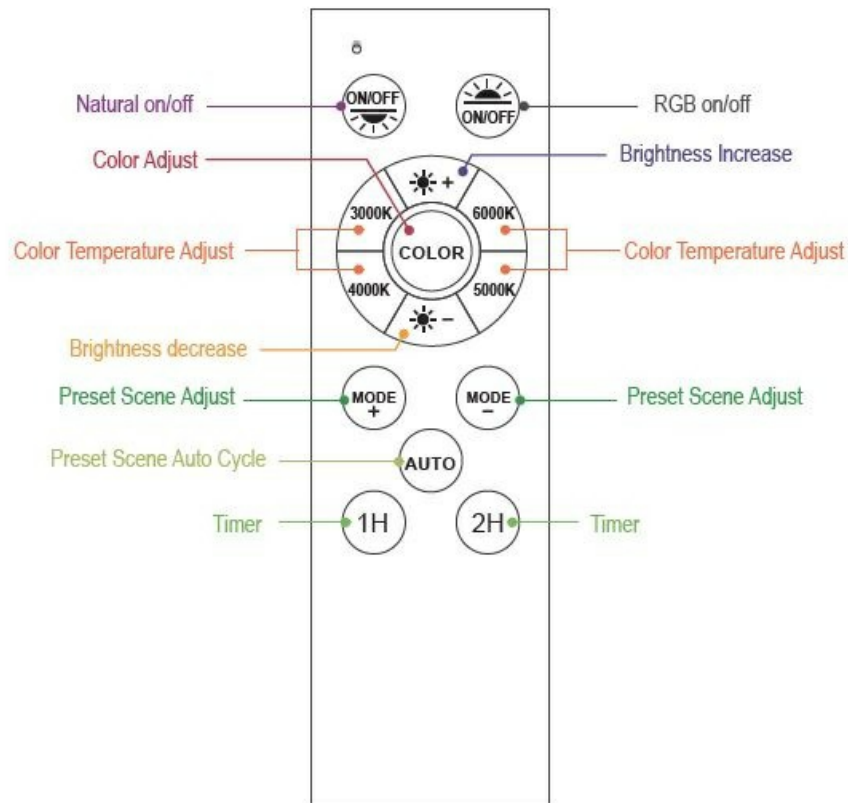 ON/OFF
ON/OFF
Natural on/off
RGB on/off
Color Adjust
Brightness Increase
+
3000K
6000K
Color Temperature Adjust
COLOR
Color Temperature Adjust
4000K
5000K
−
Brightness decrease
Preset Scene Adjust
MODE
+
MODE
−
Preset Scene Adjust
Preset Scene Auto Cycle
AUTO
Timer
1H
2H
Timer